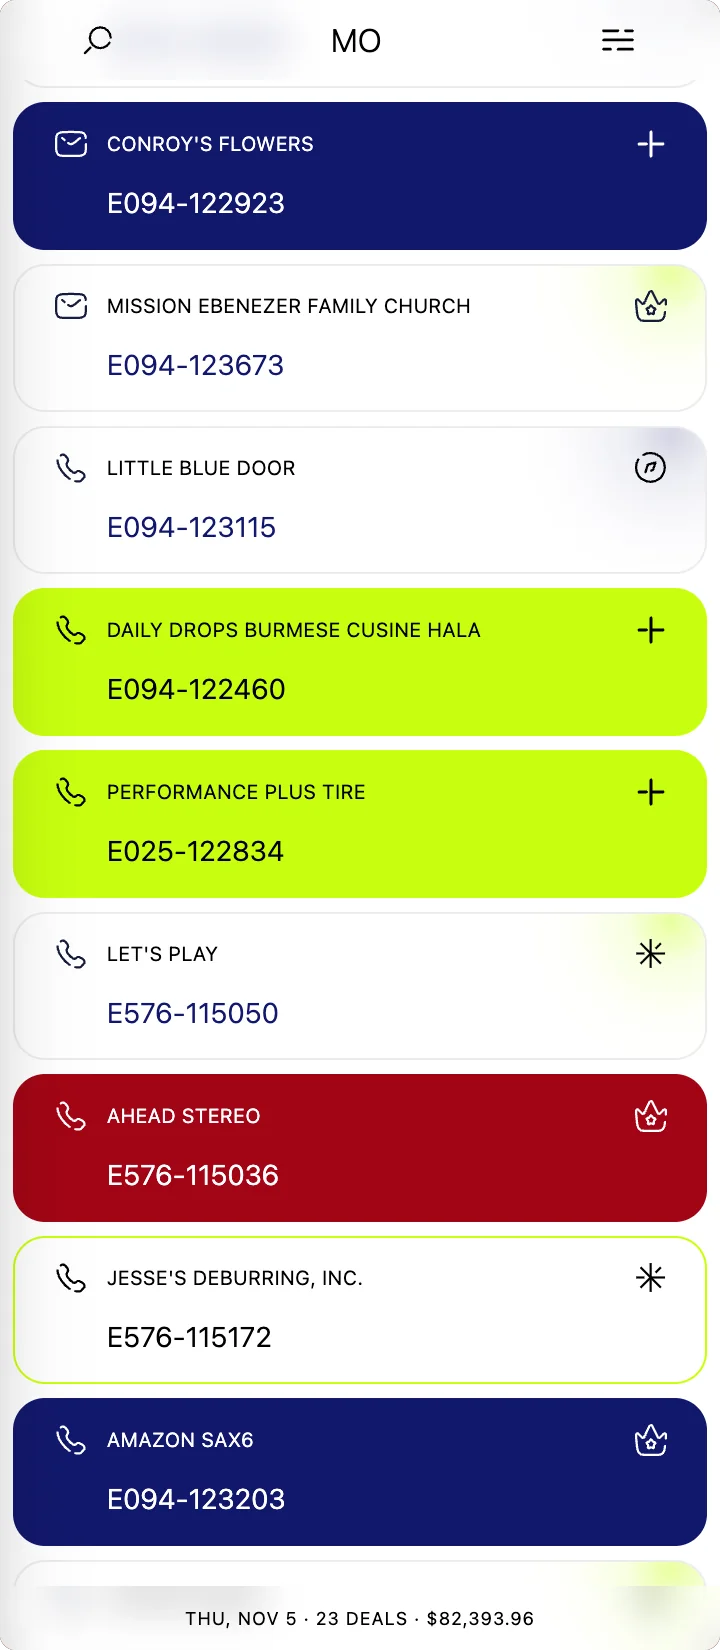 MO
CONROY'S FLOWERS
E094-122923
MISSION EBENEZER FAMILY CHURCH
E094-123673
LITTLE BLUE DOOR
E094-123115
DAILY DROPS BURMESE CUSINE HALA
E094-122460
PERFORMANCE PLUS TIRE
E025-122834
LET'S PLAY
E576-115050
AHEAD STEREO
E576-115036
JESSE'S DEBURRING, INC.
E576-115172
AMAZON SAX6
E094-123203
THU, NOV 5 · 23 DEALS · $82,393.96